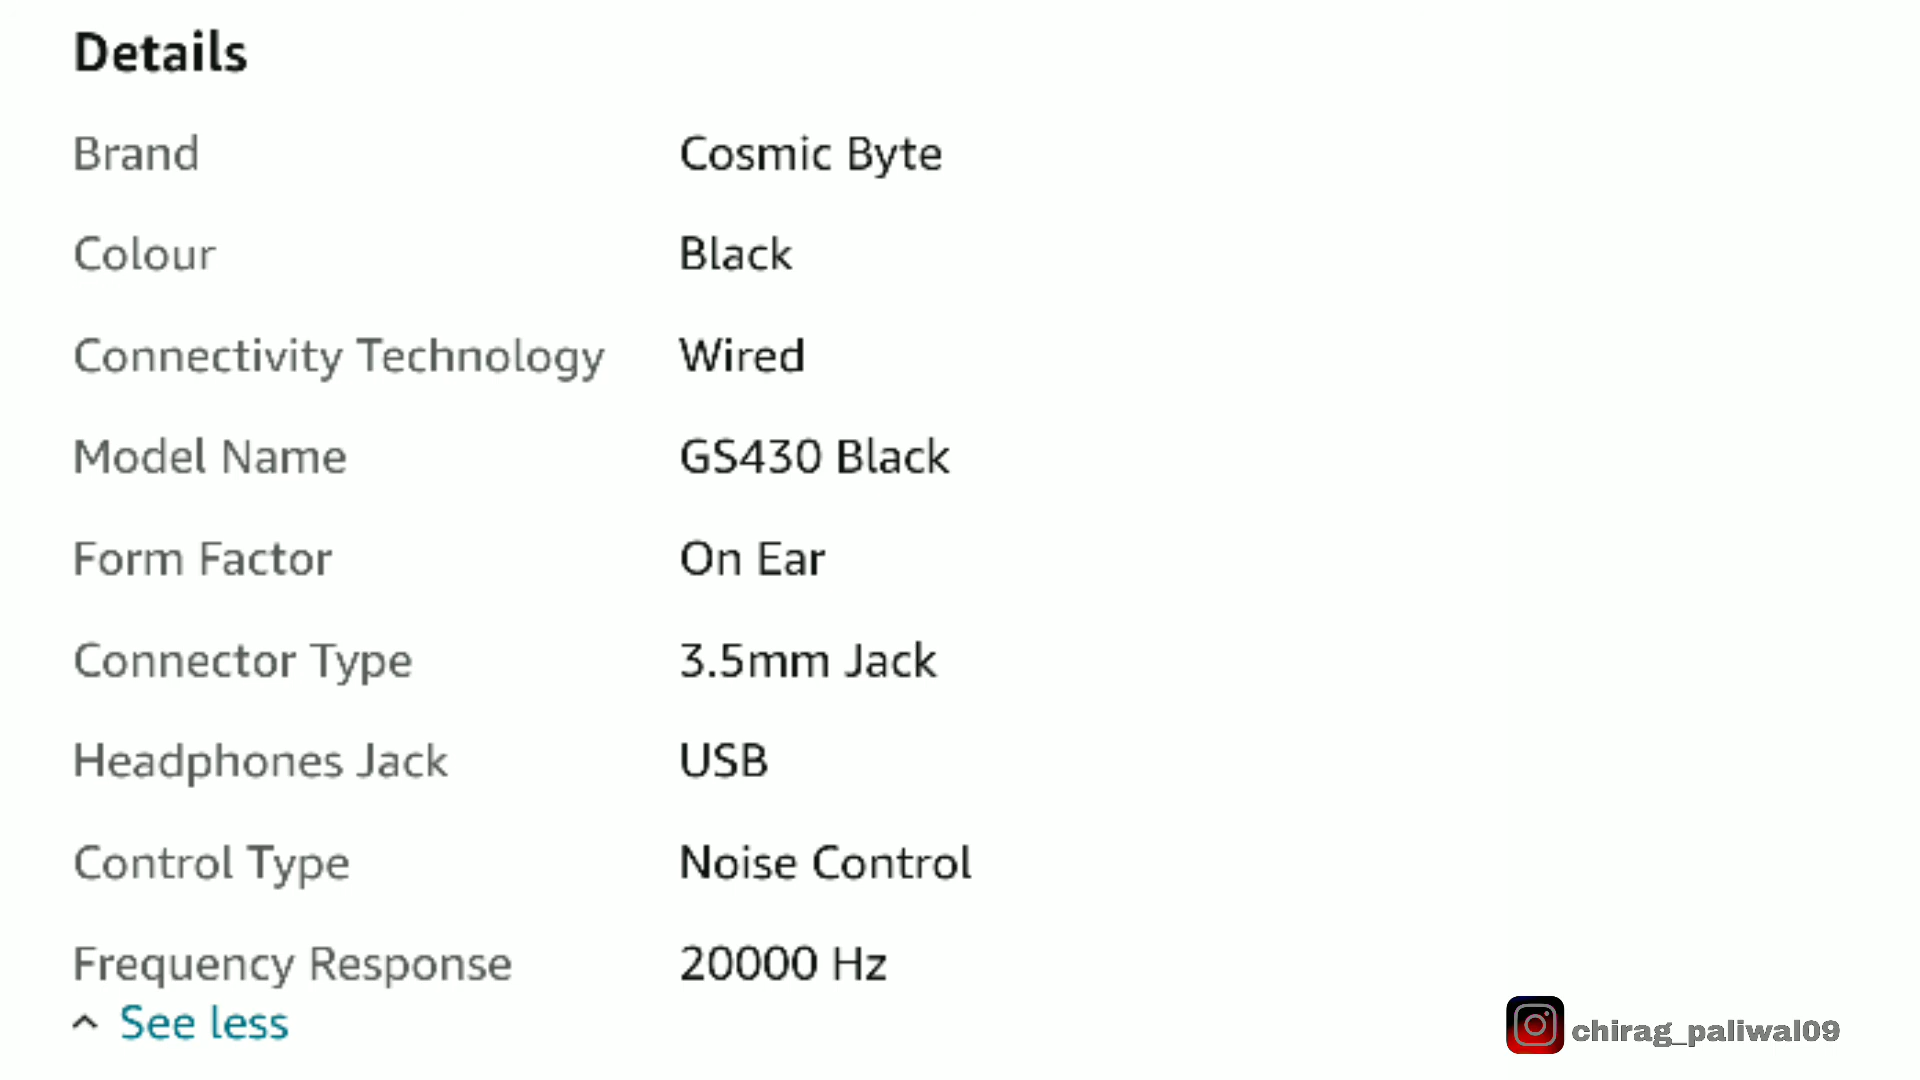 Details
Brand Cosmic Byte
Colour Black
Connectivity Technology Wired
Model Name GS430 Black
Form Factor On Ear
Connector Type 3.5mm Jack
Headphones Jack USB
Control Type Noise Control
Frequency Response 20000 Hz
See less
chirag_paliwal09